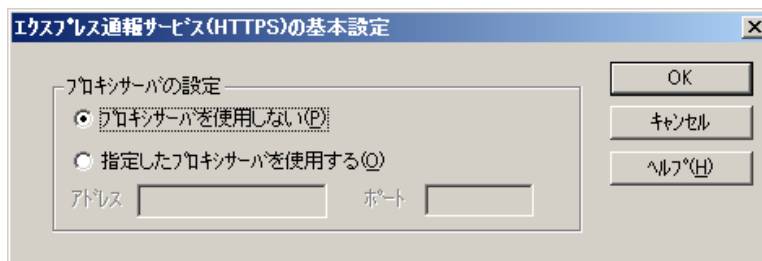 ｴｸｽﾌﾟﾚｽ通報ｻｰﾋﾞｽ(HTTPS)の基本設定
ﾌﾟﾛｷｼｻｰﾊﾞの設定
ﾌﾟﾛｷｼｻｰﾊﾞを使用しない(P)
指定したﾌﾟﾛｷｼｻｰﾊﾞを使用する(O)
ｱﾄﾞﾚｽ
ﾎﾟｰﾄ
OK
ｷｬﾝｾﾙ
ﾍﾙﾌﾟ(H)